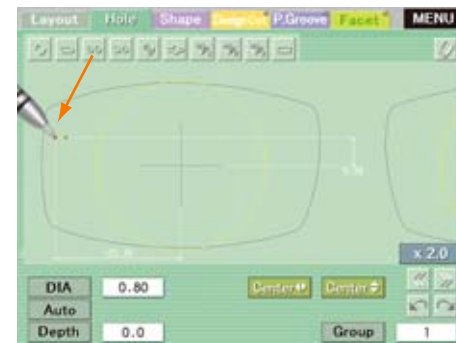 Layout Hole Shape Design Cut P.Groove Facet MENU
x 2.0
DIA 0.80 Center Center
Auto
Depth 0.0 Group 1